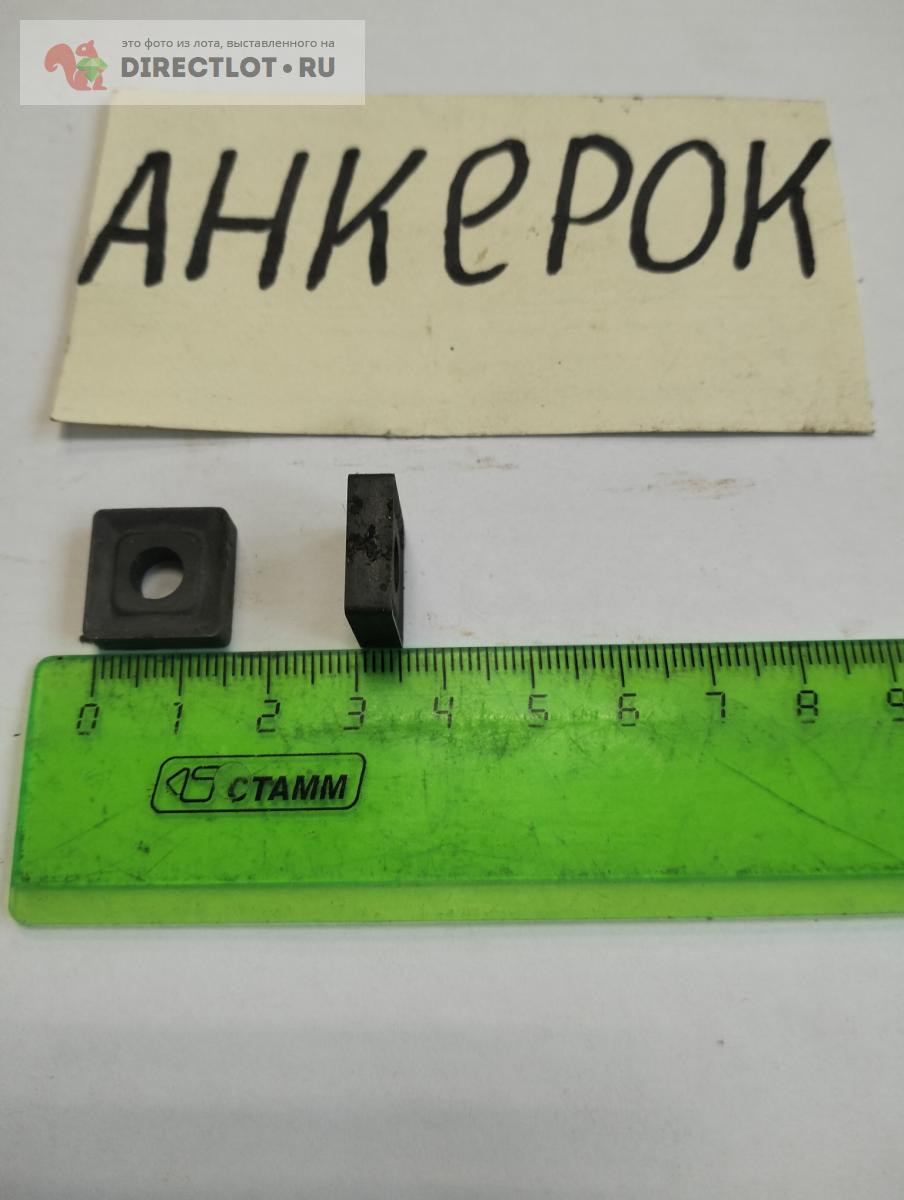 это фото из лота, выставленного на
DIRECTLOT•RU
АНКеРОК
0 1 2 3 4 5 6 7 8 9
СТАММ